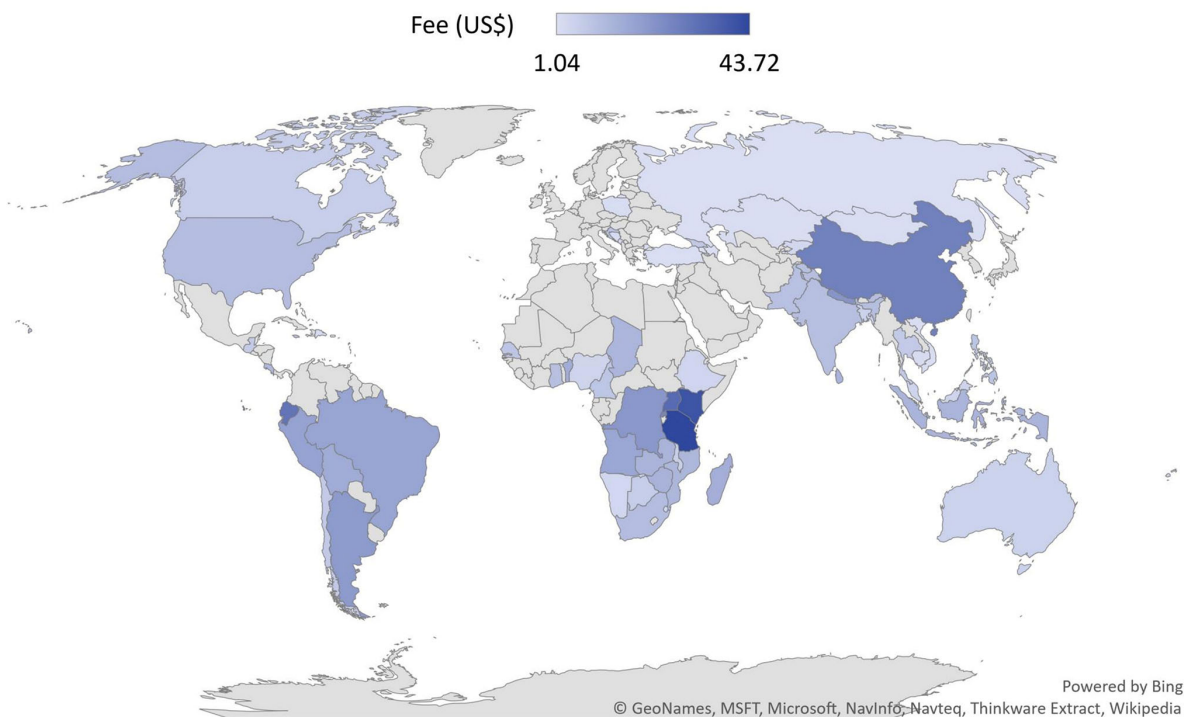 Fee (US$)
1.04 43.72
Powered by Bing
© GeoNames, MSFT, Microsoft, NavInfo, Navteq, Thinkware Extract, Wikipedia